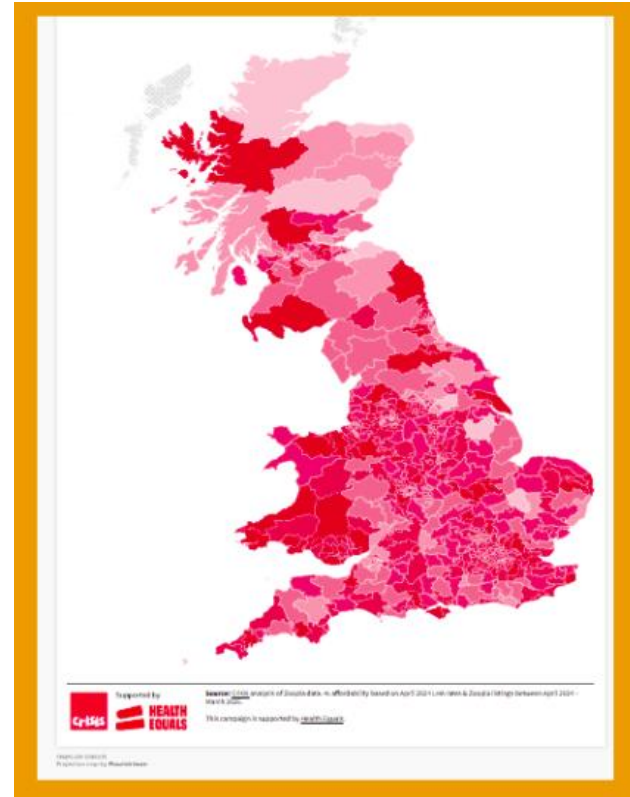 Supported by
Crisis
HEALTH
EQUALS
Source: Crisis analysis of Zoopla data. % affordability based on April 2024 LHA rates & Zoopla listings between April 2024 –
March 2025.
This campaign is supported by Health Equals.